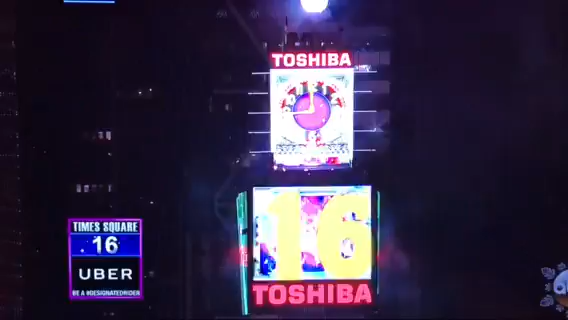 TOSHIBA
16
TOSHIBA
TIMES SQUARE
16
UBER
BE A #DESIGNATEDRIDER